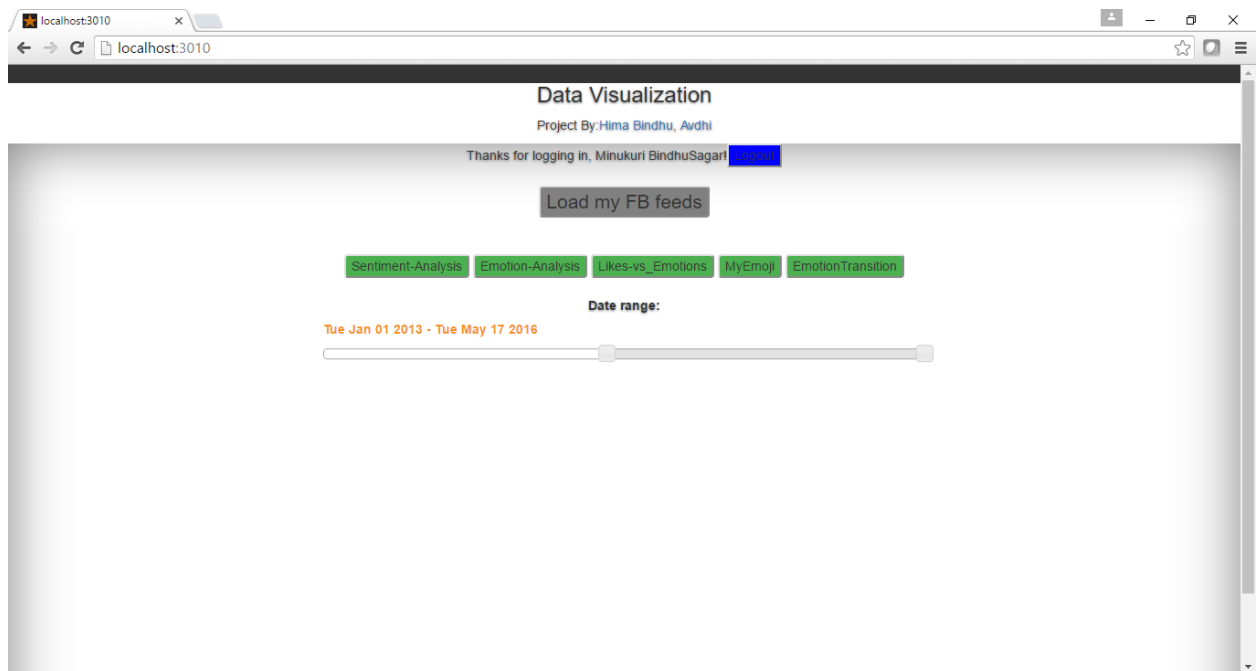 localhost:3010
localhost:3010
Data Visualization
Project By:Hima Bindhu, Avdhi
Thanks for logging in, Minukuri BindhuSagar! Logout
Load my FB feeds
Sentiment-Analysis Emotion-Analysis Likes-vs_Emotions MyEmoji EmotionTransition
Date range:
Tue Jan 01 2013 - Tue May 17 2016